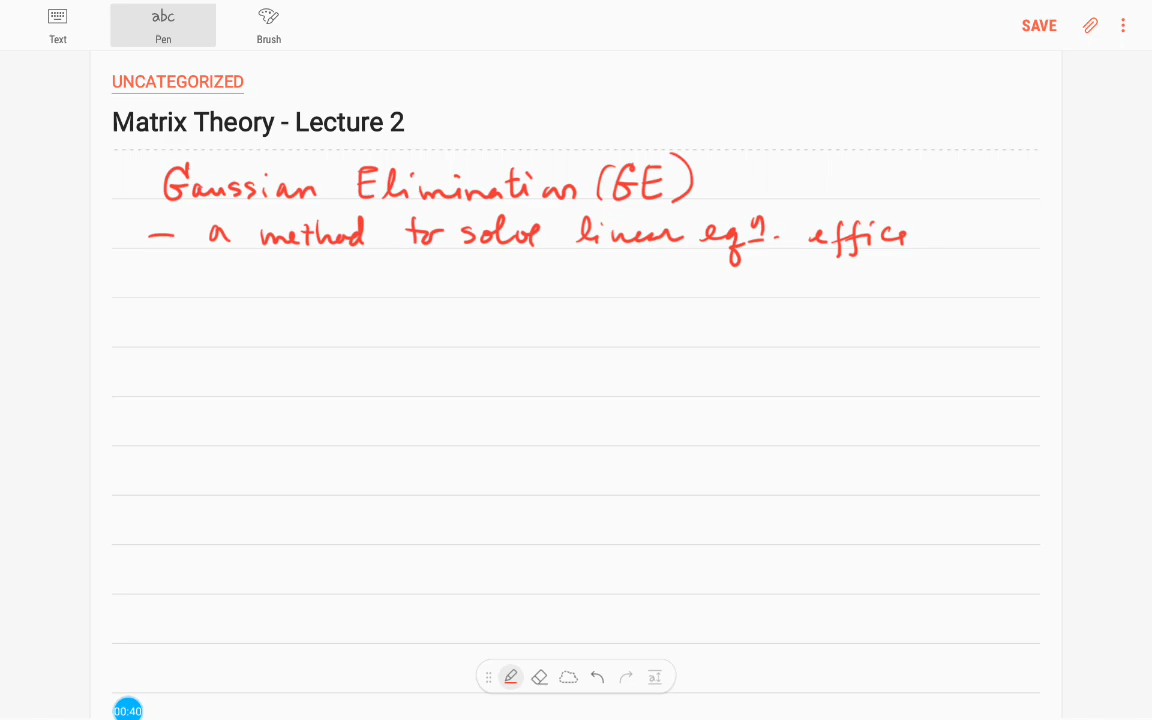 Text
abc
Pen
Brush
SAVE
UNCATEGORIZED
Matrix Theory - Lecture 2
Gaussian Elimination (GE)
— a method to solve linear eqn. effice
00:40